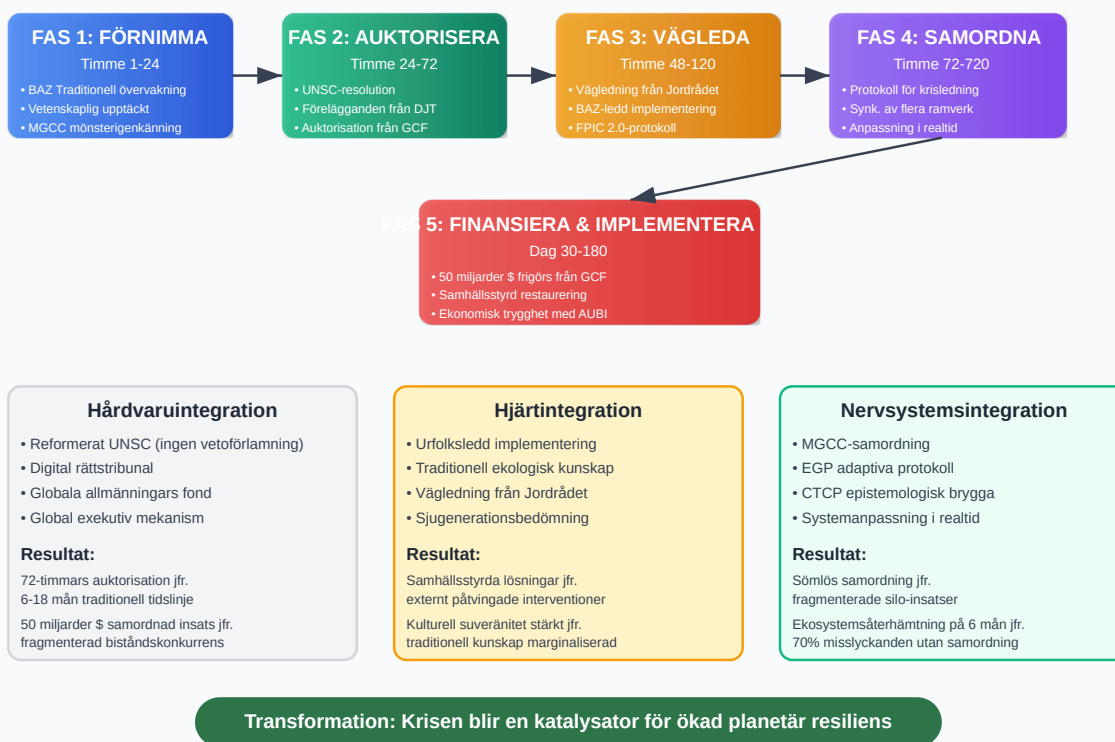 FAS 1: FÖRNIMMA
Timme 1-24
• BAZ Traditionell övervakning
• Vetenskaplig upptäckt
• MGCC mönsterigenkänning
FAS 2: AUKTORISERA
Timme 24-72
• UNSC-resolution
• Förelägganden från DJT
• Auktorisation från GCF
FAS 3: VÄGLEDA
Timme 48-120
• Vägledning från Jordrådet
• BAZ-ledd implementering
• FPIC 2.0-protokoll
FAS 4: SAMORDNA
Timme 72-720
• Protokoll för krisledning
• Synk. av flera ramverk
• Anpassning i realtid
FAS 5: FINANSIERA & IMPLEMENTERA
Dag 30-180
• 50 miljarder $ frigörs från GCF
• Samhällsstyrd restaurering
• Ekonomisk trygghet med AUBI
Hårdvaruintegration
• Reformerat UNSC (ingen vetoförlamning)
• Digital rättstribunal
• Globala allmänningars fond
• Global exekutiv mekanism
Resultat:
72-timmars auktorisation jfr.
6-18 mån traditionell tidslinje
50 miljarder $ samordnad insats jfr.
fragmenterad biståndskonkurrens
Hjärtintegration
• Urfolksledd implementering
• Traditionell ekologisk kunskap
• Vägledning från Jordrådet
• Sjugenerationsbedömning
Resultat:
Samhällsstyrda lösningar jfr.
externt påtvingade interventioner
Kulturell suveränitet stärkt jfr.
traditionell kunskap marginaliserad
Nervsystemsintegration
• MGCC-samordning
• EGP adaptiva protokoll
• CTCP epistemologisk brygga
• Systemanpassning i realtid
Resultat:
Sömlös samordning jfr.
fragmenterade silo-insatser
Ekosystemsåterhämtning på 6 mån jfr.
70% misslyckanden utan samordning
Transformation: Krisen blir en katalysator för ökad planetär resiliens